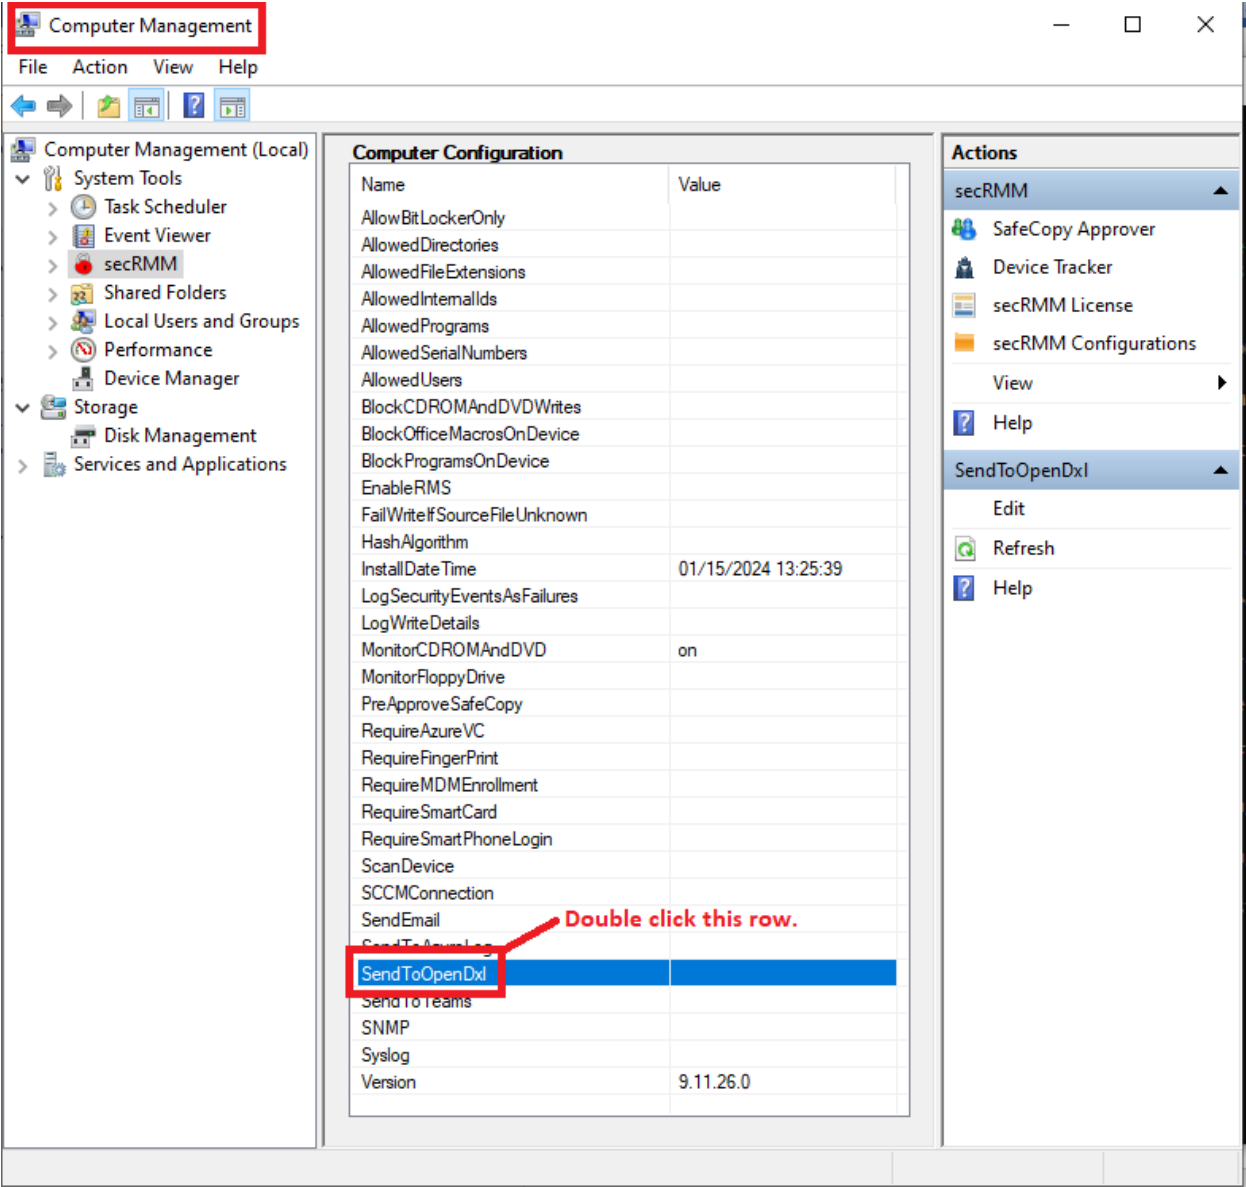 Computer Management
File Action View Help
Computer Management (Local)
System Tools
Task Scheduler
Event Viewer
secRMM
Shared Folders
Local Users and Groups
Performance
Device Manager
Storage
Disk Management
Services and Applications
Computer Configuration
Name Value
AllowBitLockerOnly
AllowedDirectories
AllowedFileExtensions
AllowedInternalIds
AllowedPrograms
AllowedSerialNumbers
AllowedUsers
BlockCDROMAndDVDWrites
BlockOfficeMacrosOnDevice
BlockProgramsOnDevice
EnableRMS
FailWriteIfSourceFileUnknown
HashAlgorithm
InstallDateTime 01/15/2024 13:25:39
LogSecurityEventsAsFailures
LogWriteDetails
MonitorCDROMAndDVD on
MonitorFloppyDrive
PreApproveSafeCopy
RequireAzureVC
RequireFingerPrint
RequireMDMEnrollment
RequireSmartCard
RequireSmartPhoneLogin
ScanDevice
SCCMConnection
SendEmail
Double click this row.
SendToAzureLog
SendToOpenDxl
SendToTeams
SNMP
Syslog
Version 9.11.26.0
Actions
secRMM
SafeCopy Approver
Device Tracker
secRMM License
secRMM Configurations
View
Help
SendToOpenDxl
Edit
Refresh
Help